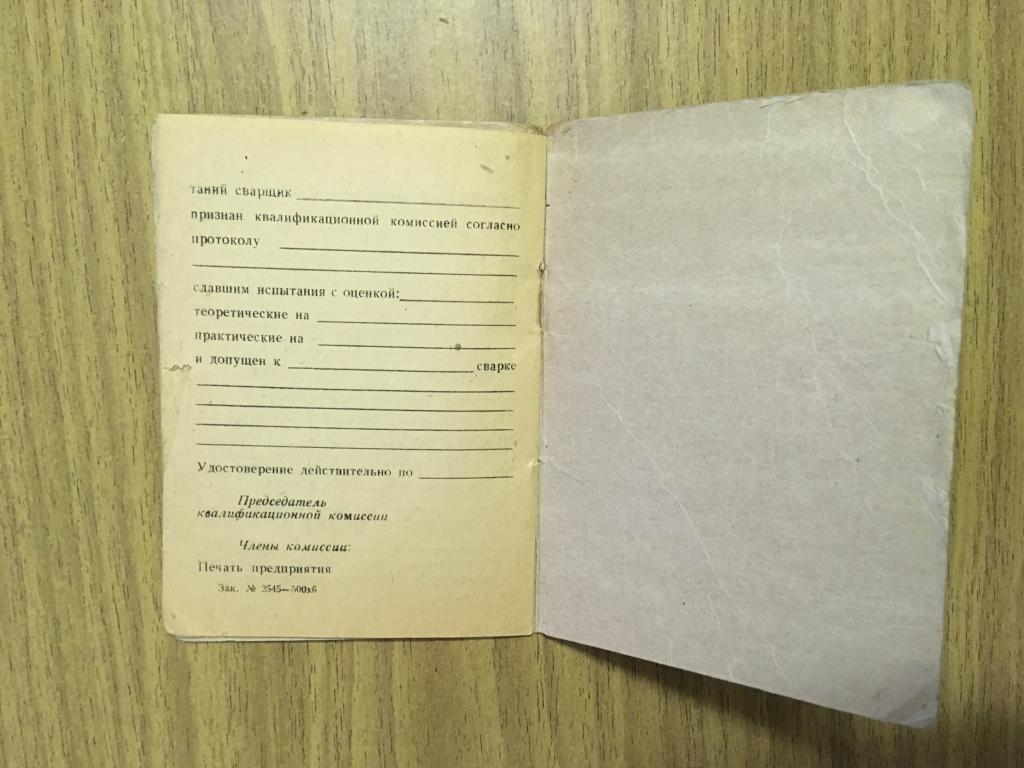 таний сварщик
признан квалификационной комиссией согласно
протоколу
сдавшим испытания с оценкой:
теоретические на
практические на
и допущен к сварке
Удостоверение действительно по
Председатель
квалификационной комиссии
Члены комиссии:
Печать предприятия
Зак. № 2545—500х6